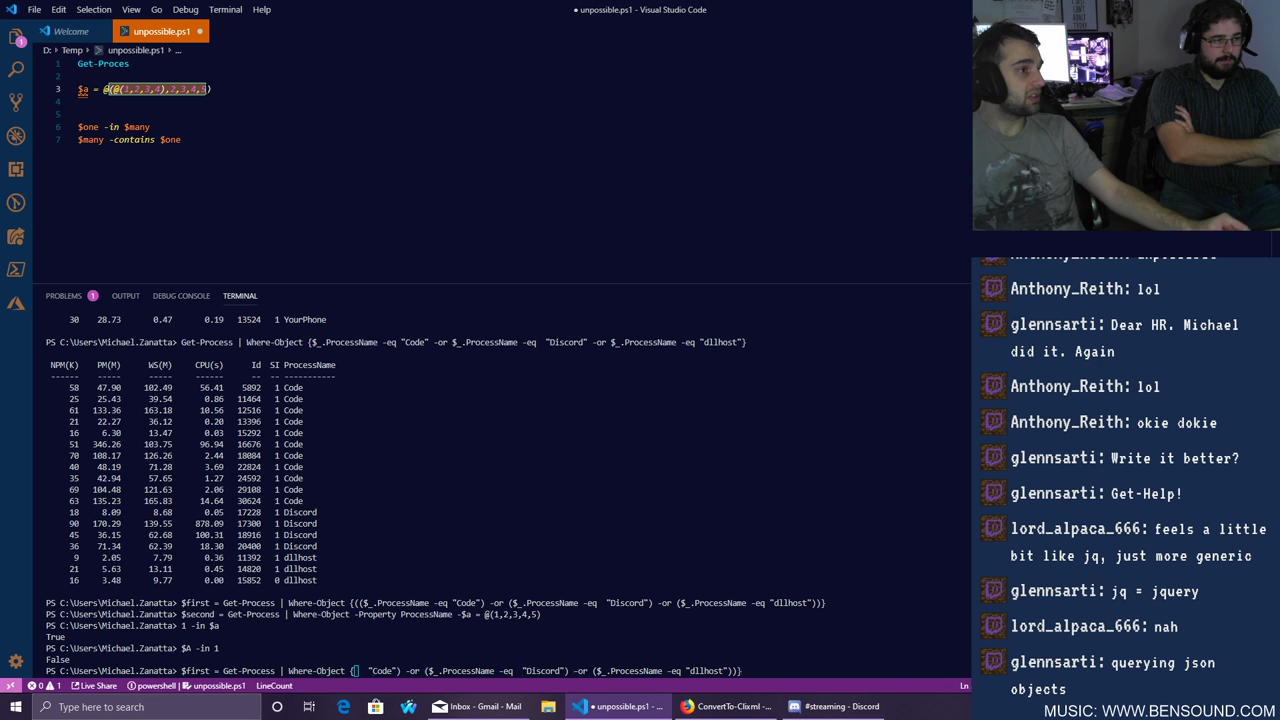 File Edit Selection View Go Debug Terminal Help
● unpossible.ps1 - Visual Studio Code
Welcome
unpossible.ps1
D: > Temp > unpossible.ps1 > ...
1 Get-Proces
2
3 $a = @(@(1,2,3,4),2,3,4,5)
4
5
6 $one -in $many
7 $many -contains $one
PROBLEMS 1 OUTPUT DEBUG CONSOLE TERMINAL
30 28.73 0.47 0.19 13524 1 YourPhone
PS C:\Users\Michael.Zanatta> Get-Process | Where-Object {$_.ProcessName -eq "Code" -or $_.ProcessName -eq "Discord" -or $_.ProcessName -eq "dllhost"}
NPM(K) PM(M) WS(M) CPU(s) Id SI ProcessName
------ ----- ----- ------ -- -- -----------
58 47.90 102.49 56.41 5892 1 Code
25 25.43 39.54 0.86 11464 1 Code
61 133.36 163.18 10.56 12516 1 Code
21 22.27 36.12 0.20 13396 1 Code
16 6.30 13.47 0.03 15292 1 Code
51 346.26 103.75 96.94 16676 1 Code
70 108.17 126.26 2.44 18084 1 Code
40 48.19 71.28 3.69 22824 1 Code
35 42.94 57.65 1.27 24592 1 Code
69 104.48 121.63 2.06 29108 1 Code
63 135.23 165.83 14.64 30624 1 Code
18 8.09 8.68 0.05 17228 1 Discord
90 170.29 139.55 878.09 17300 1 Discord
45 36.15 62.68 100.31 18916 1 Discord
36 71.34 62.39 18.30 20400 1 Discord
9 2.05 7.79 0.36 11392 1 dllhost
21 5.63 13.11 0.45 14820 1 dllhost
16 3.48 9.77 0.00 15852 0 dllhost
PS C:\Users\Michael.Zanatta> $first = Get-Process | Where-Object {(($_.ProcessName -eq "Code") -or ($_.ProcessName -eq "Discord") -or ($_.ProcessName -eq "dllhost"))}
PS C:\Users\Michael.Zanatta> $second = Get-Process | Where-Object -Property ProcessName -$a = @(1,2,3,4,5)
PS C:\Users\Michael.Zanatta> 1 -in $a
True
PS C:\Users\Michael.Zanatta> $A -in 1
False
PS C:\Users\Michael.Zanatta> $first = Get-Process | Where-Object { "Code") -or ($_.ProcessName -eq "Discord") -or ($_.ProcessName -eq "dllhost"))}
0 1 Live Share powershell | unpossible.ps1 LineCount Ln
Type here to search
Inbox - Gmail - Mail
● unpossible.ps1 - ...
ConvertTo-Clixml -...
#streaming - Discord
Anthony_Reith: lol
glennsarti: Dear HR. Michael
did it. Again
Anthony_Reith: lol
Anthony_Reith: okie dokie
glennsarti: Write it better?
glennsarti: Get-Help!
lord_alpaca_666: feels a little
bit like jq, just more generic
glennsarti: jq = jquery
lord_alpaca_666: nah
glennsarti: querying json
objects
MUSIC: WWW.BENSOUND.COM